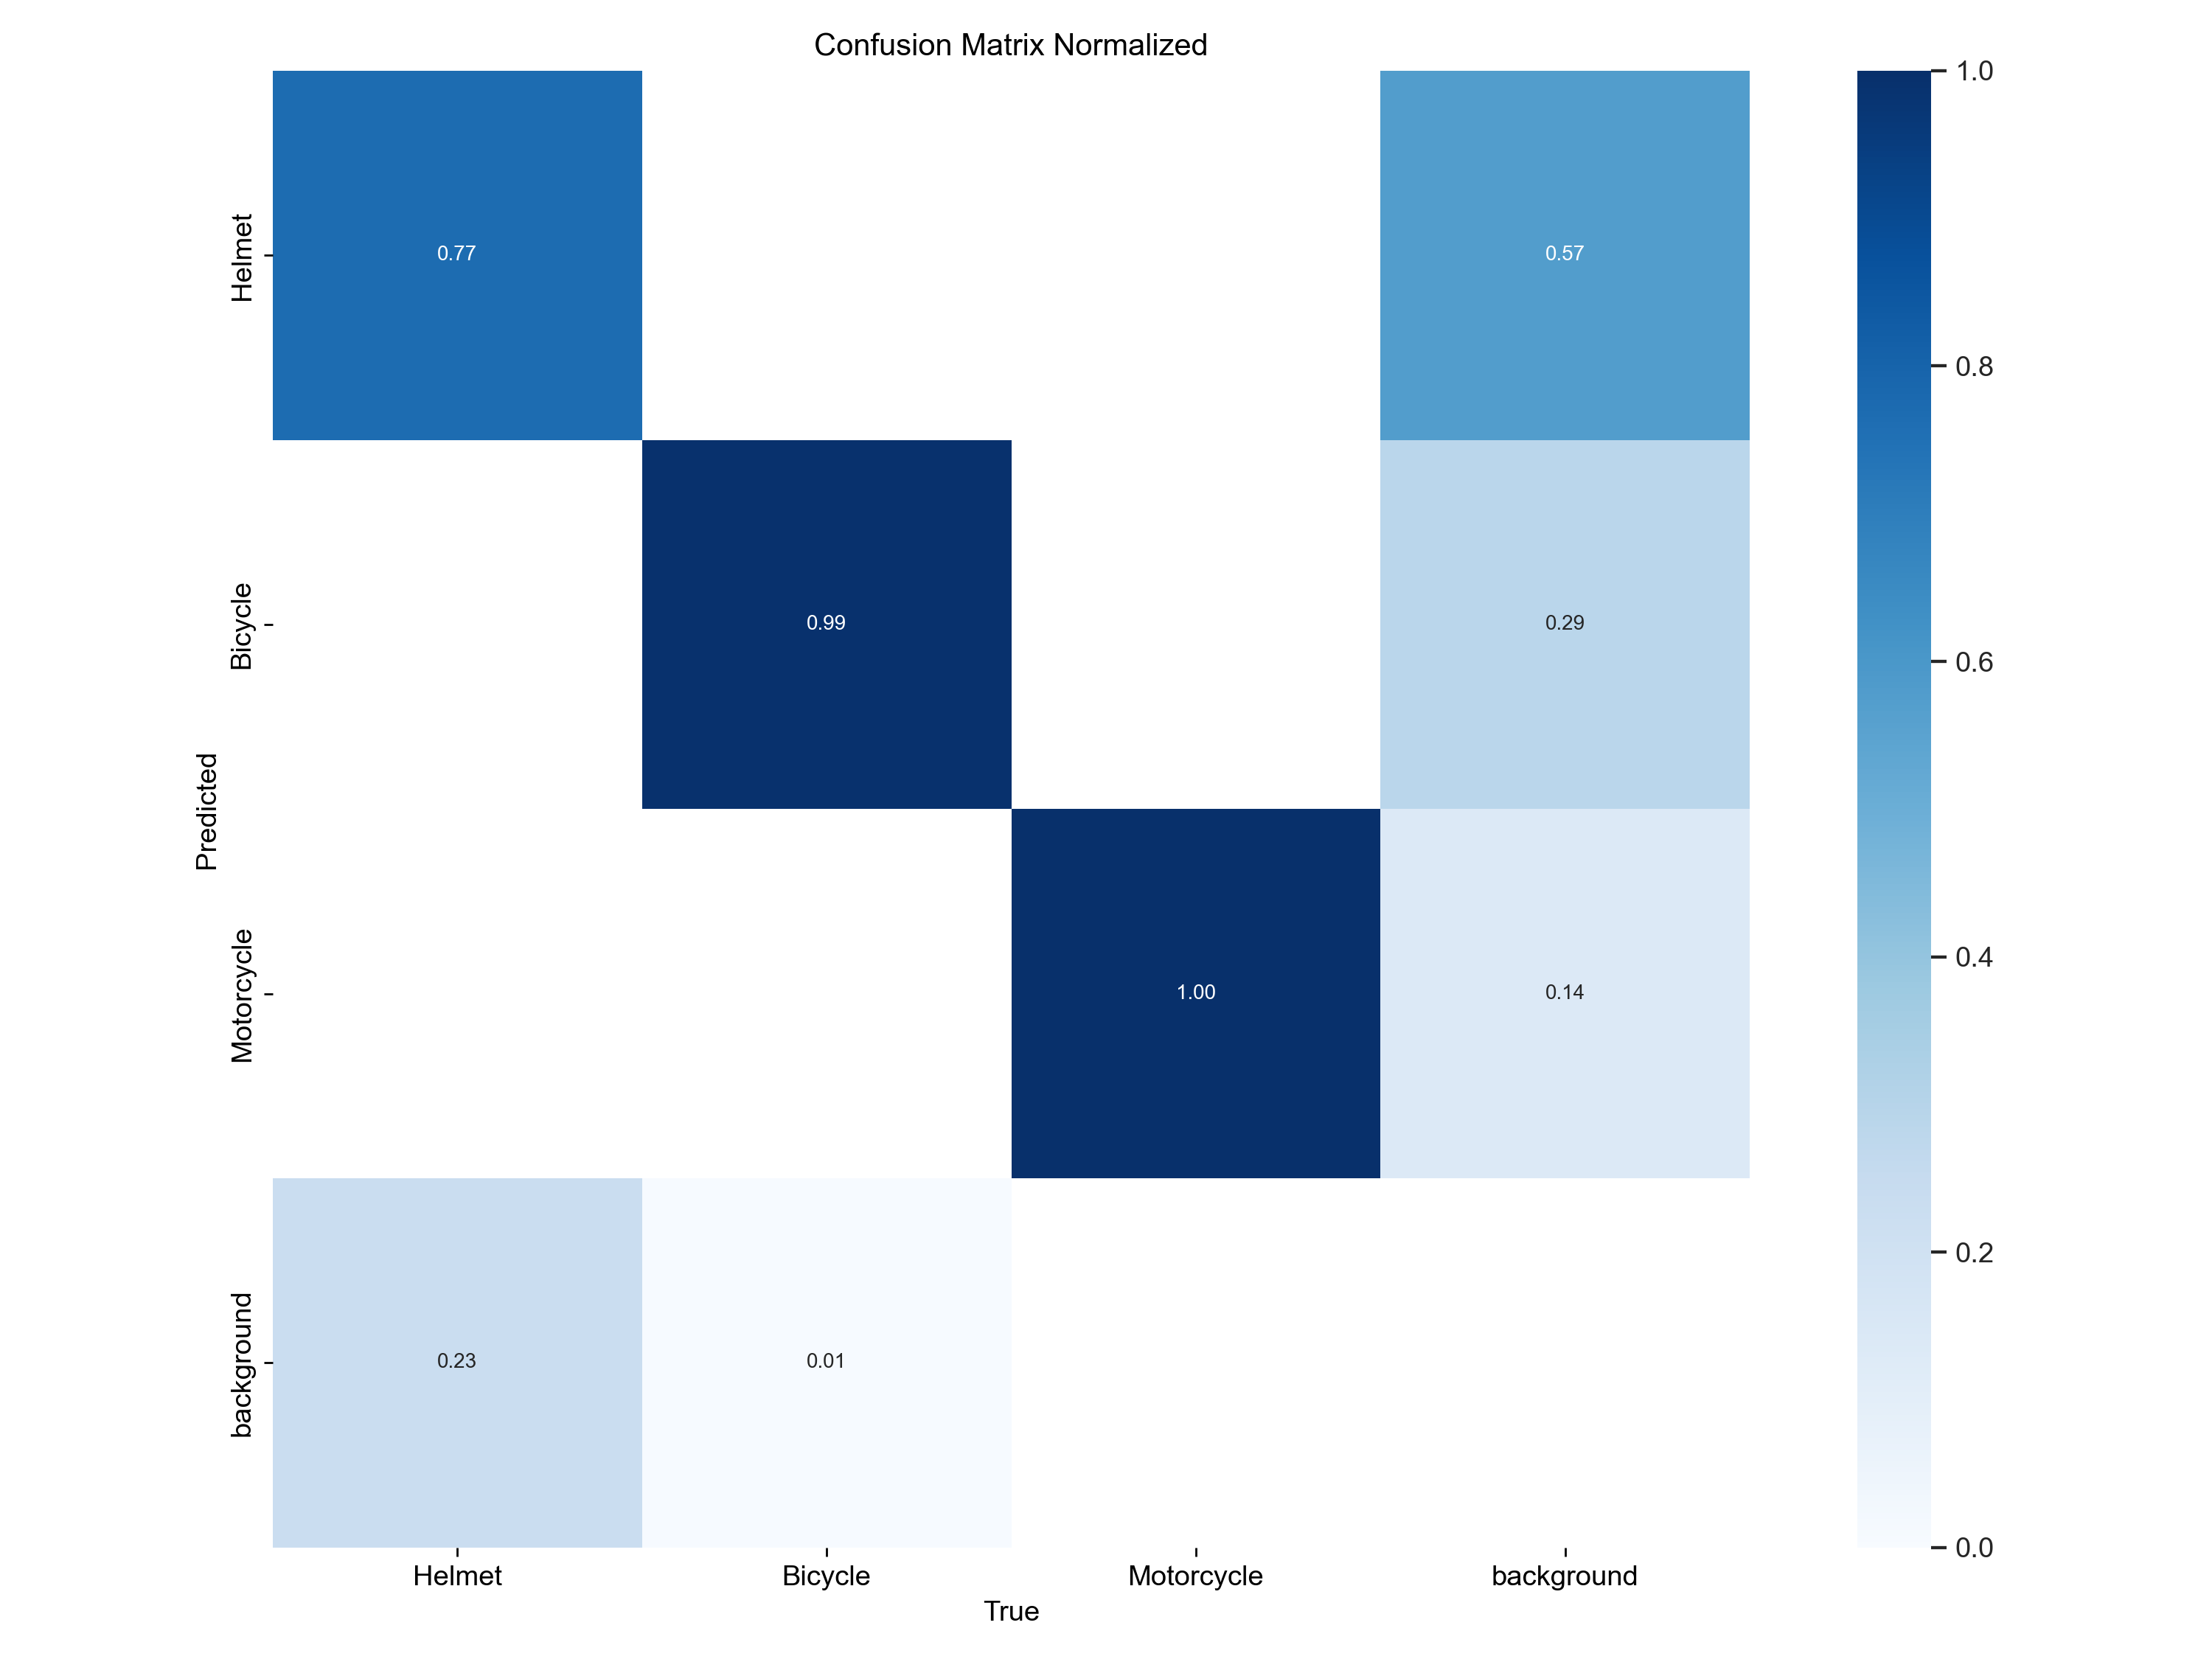 Confusion Matrix Normalized
Helmet
0.77
0.57
Bicycle
0.99
0.29
Motorcycle
1.00
0.14
background
0.23
0.01
Predicted
Helmet
Bicycle
Motorcycle
background
True
1.0
0.8
0.6
0.4
0.2
0.0